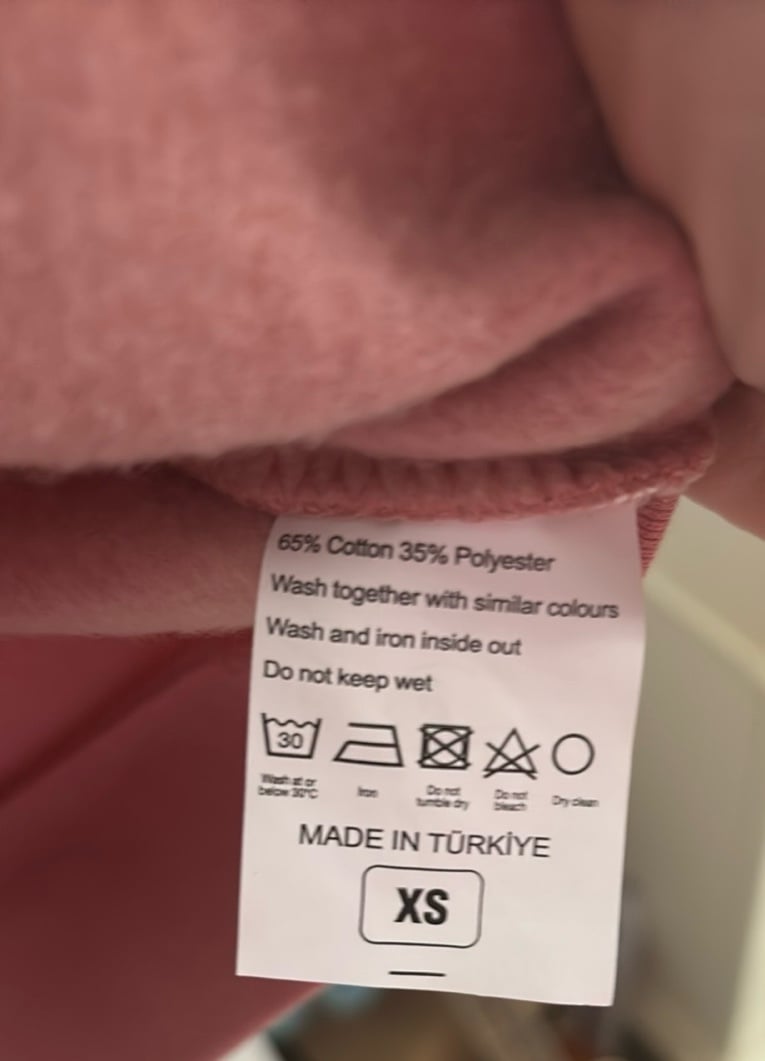 65% Cotton 35% Polyester
Wash together with similar colours
Wash and iron inside out
Do not keep wet
30
Wash at or below 30°C
Iron
Do not tumble dry
Do not bleach
Dry clean
MADE IN TÜRKİYE
XS